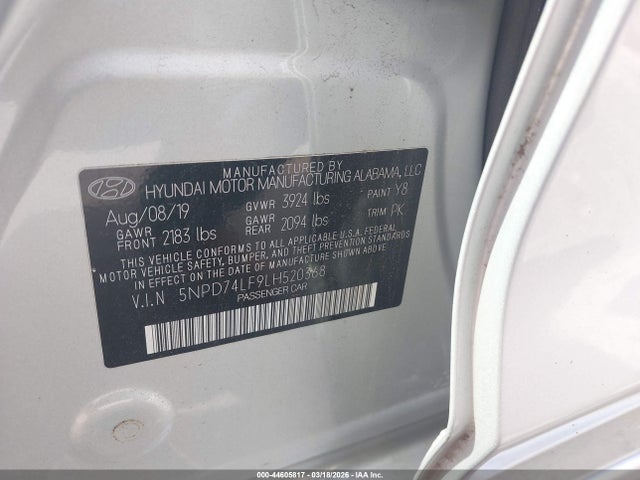 MANUFACTURED BY
HYUNDAI MOTOR MANUFACTURING ALABAMA, LLC
Aug/08/19 GVWR 3924 lbs PAINT Y8
GAWR FRONT 2183 lbs GAWR REAR 2094 lbs TRIM PK
THIS VEHICLE CONFORMS TO ALL APPLICABLE U.S.A. FEDERAL
MOTOR VEHICLE SAFETY, BUMPER, AND THEFT PREVENTION STANDARDS
IN EFFECT ON THE DATE OF MANUFACTURE SHOWN ABOVE.
V.I.N 5NPD74LF9LH520368
PASSENGER CAR
000-44605817 - 03/18/2026 - IAA Inc.